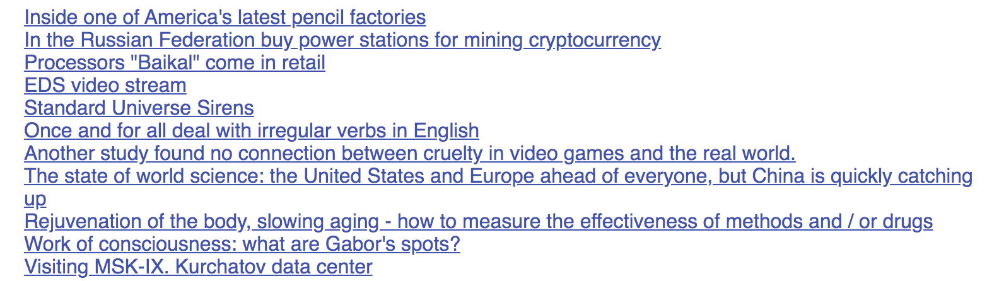 Inside one of America's latest pencil factories
In the Russian Federation buy power stations for mining cryptocurrency
Processors "Baikal" come in retail
EDS video stream
Standard Universe Sirens
Once and for all deal with irregular verbs in English
Another study found no connection between cruelty in video games and the real world.
The state of world science: the United States and Europe ahead of everyone, but China is quickly catching
up
Rejuvenation of the body, slowing aging - how to measure the effectiveness of methods and / or drugs
Work of consciousness: what are Gabor's spots?
Visiting MSK-IX. Kurchatov data center